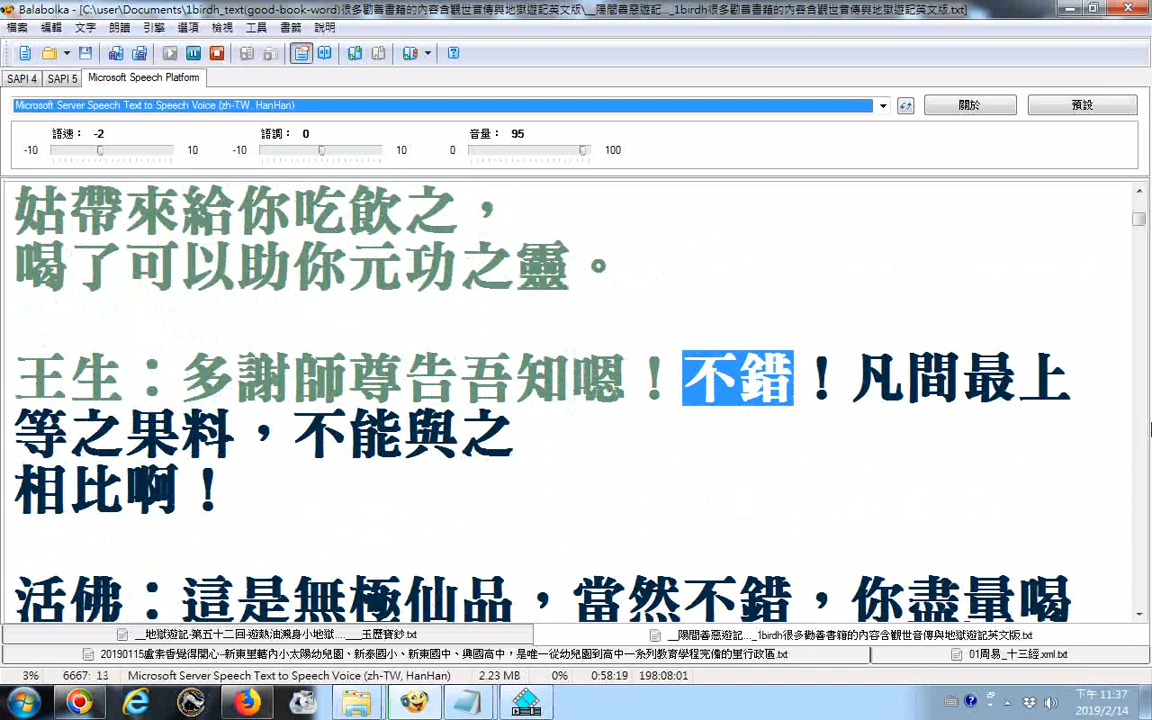 Balabolka - [C:\user\Documents\1birdh_text(good-book-word)很多勸善書籍的內容含觀世音傳與地獄遊記英文版\__陽間善惡遊記..._1birdh很多勸善書籍的內容含觀世音傳與地獄遊記英文版.txt]
檔案 編輯 文字 朗讀 引擎 選項 檢視 工具 書籤 說明
SAPI 4 SAPI 5 Microsoft Speech Platform
Microsoft Server Speech Text to Speech Voice (zh-TW, HanHan) 關於 預設
語速： -2 語調： 0 音量： 95
-10 10 -10 10 0 100
姑帶來給你吃飲之，
喝了可以助你元功之靈。
王生：多謝師尊告吾知嗯！不錯！凡間最上
等之果料，不能與之
相比啊！
活佛：這是無極仙品，當然不錯，你盡量喝
__地獄遊記-第五十二回-遊熱油濺身小地獄....___玉歷寶鈔.txt __陽間善惡遊記..._1birdh很多勸善書籍的內容含觀世音傳與地獄遊記英文版.txt
01周易_十三經.xml.txt
3% 6667: 13 Microsoft Server Speech Text to Speech Voice (zh-TW, HanHan) 2.23 MB 0% 0:58:19 198:08:01
下午 11:37
2019/2/14